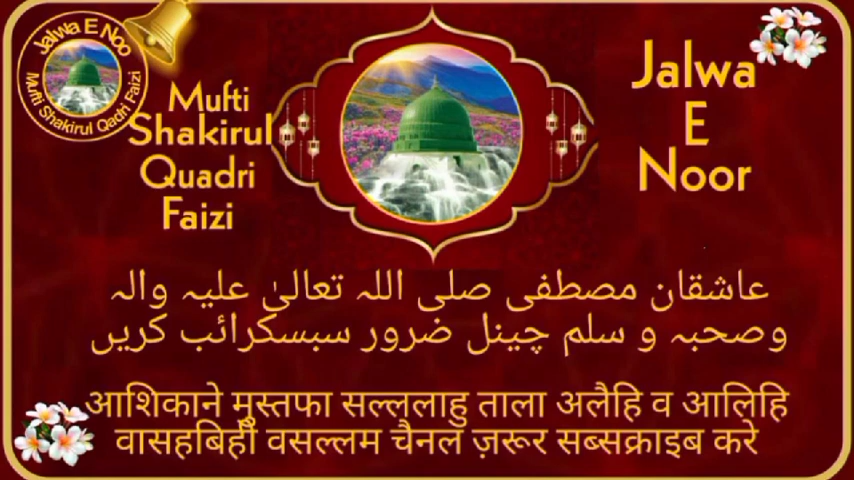 Jalwa E Noo
Mufti Shakirul Qadri Faizi
Mufti
Shakirul
Quadri
Faizi
Jalwa
E
Noor
عاشقان مصطفی صلی اللہ تعالیٰ علیہ والہ
وصحبہ و سلم چینل ضرور سبسکرائب کریں
आशिकाने मुस्तफा सल्ललाहु ताला अलैहि व आलिहि
वासहबिही वसल्लम चैनल ज़रूर सब्सक्राइब करे